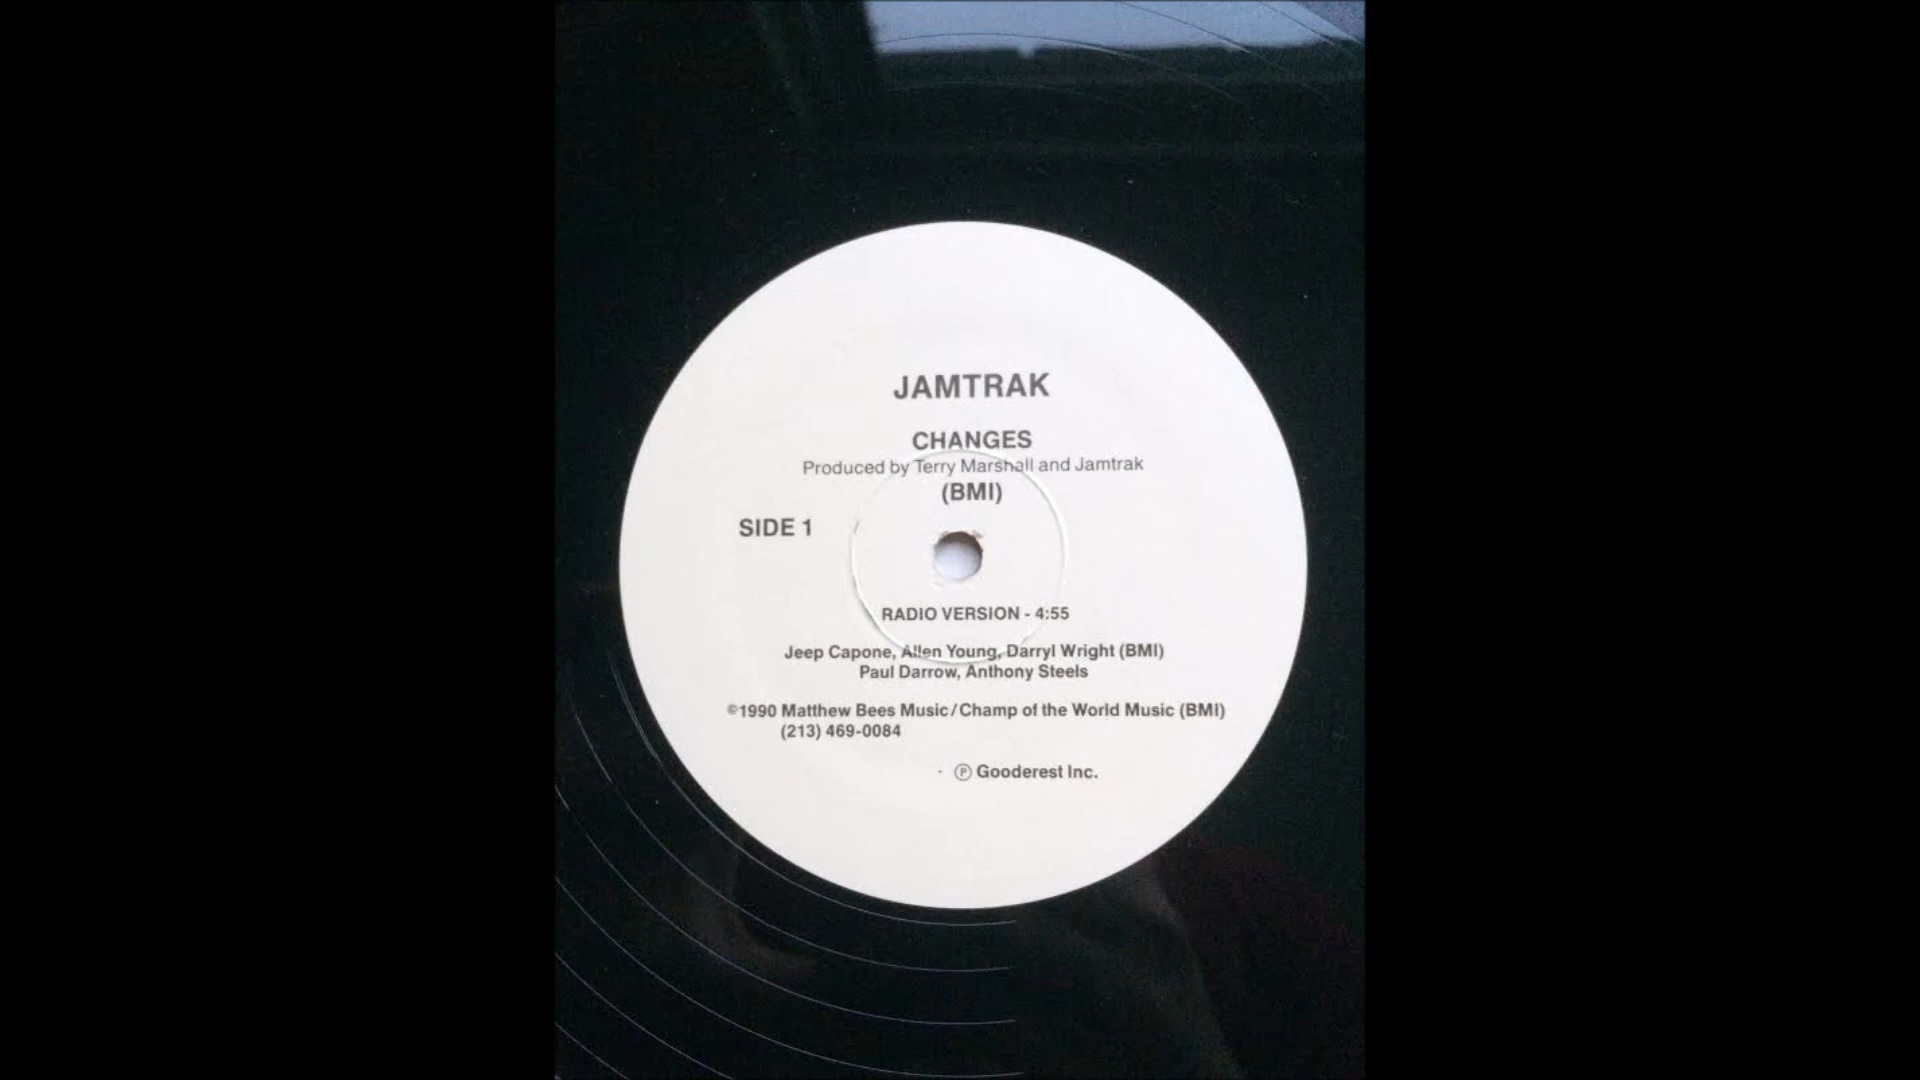 JAMTRAK
CHANGES
Produced by Terry Marshall and Jamtrak
(BMI)
SIDE 1
RADIO VERSION - 4:55
Jeep Capone, Allen Young, Darryl Wright (BMI)
Paul Darrow, Anthony Steels
©1990 Matthew Bees Music/Champ of the World Music (BMI)
(213) 469-0084
℗ Gooderest Inc.